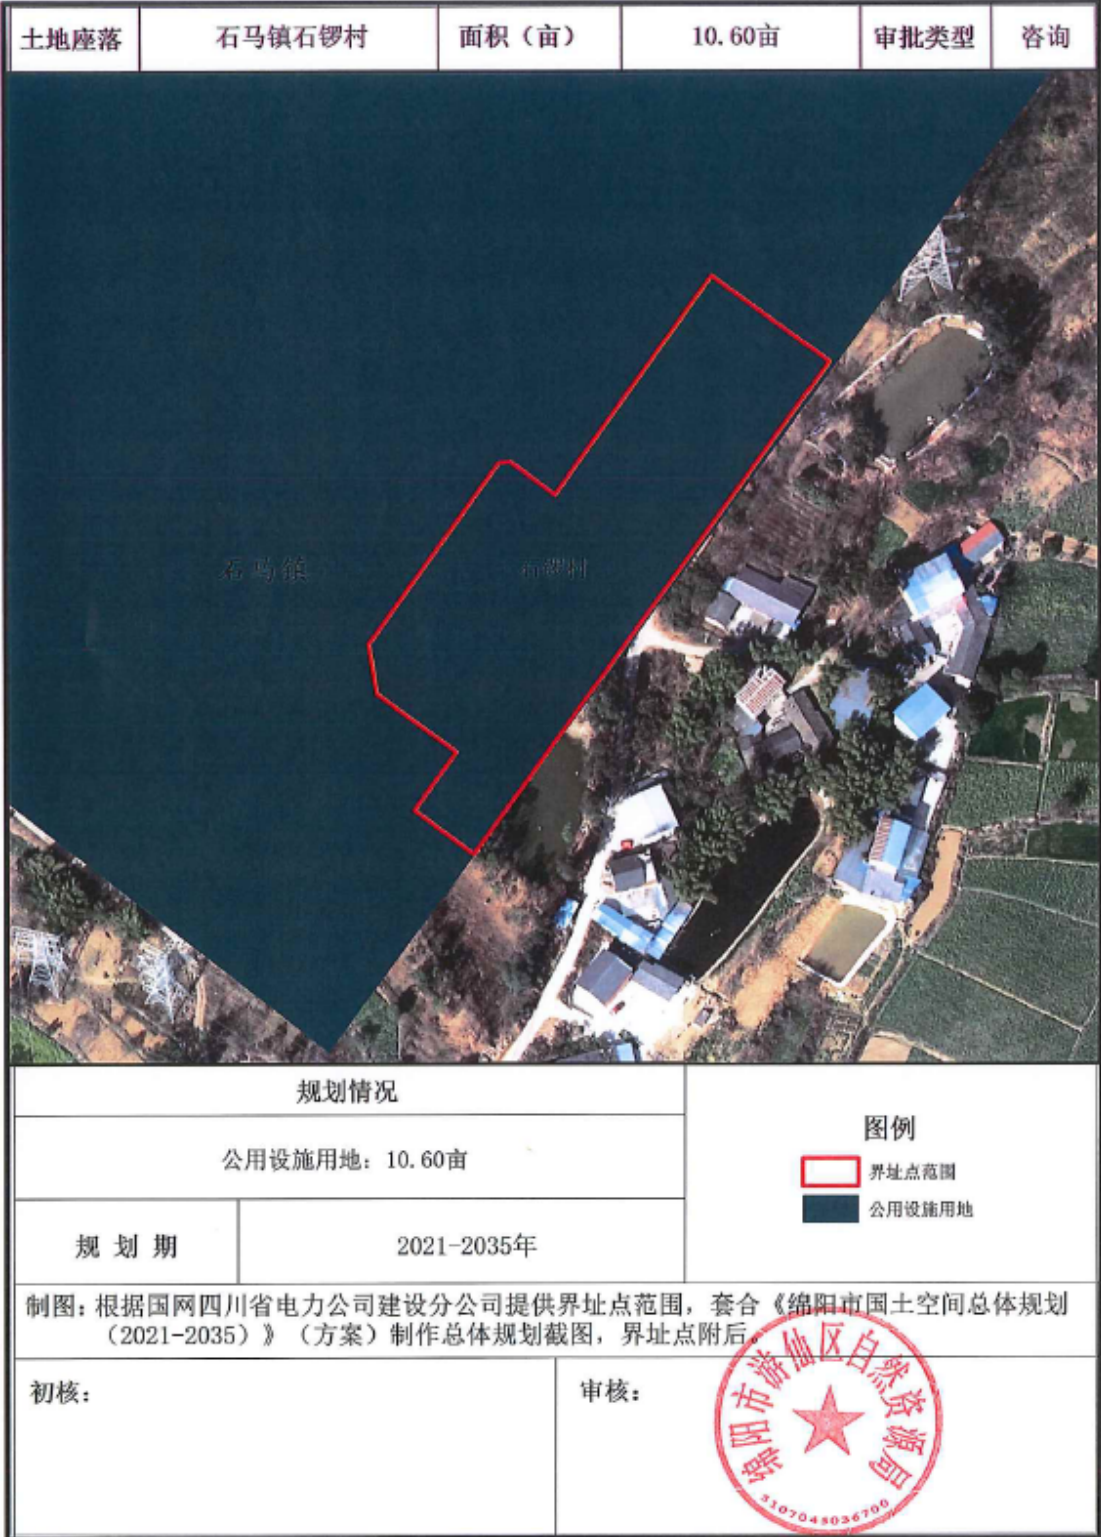 土地座落 石马镇石锣村 面积（亩） 10.60亩 审批类型 咨询
石马镇 石锣村
规划情况
公用设施用地：10.60亩
规 划 期 2021-2035年
图例
界址点范围
公用设施用地
制图：根据国网四川省电力公司建设分公司提供界址点范围，套合《绵阳市国土空间总体规划
（2021-2035）》（方案）制作总体规划截图，界址点附后。
初核：
审核：
绵阳市游仙区自然资源局
5107043036700